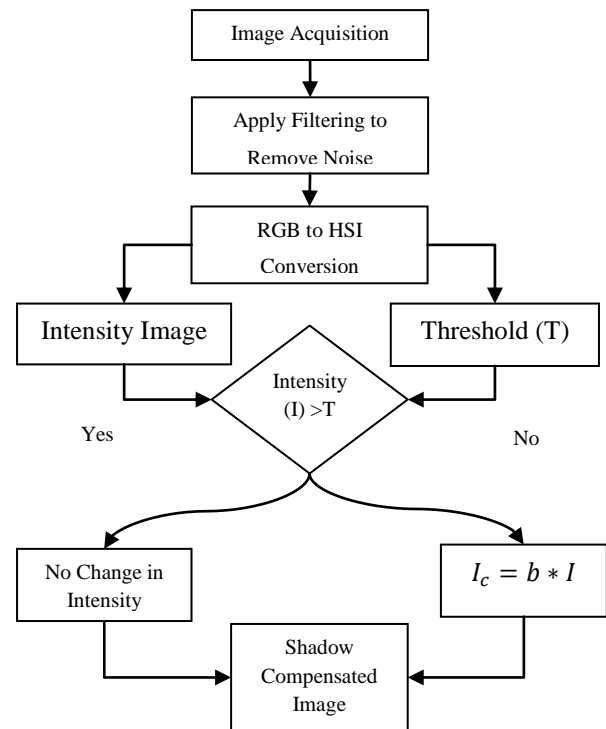 Image Acquisition
Apply Filtering to
Remove Noise
RGB to HSI
Conversion
Intensity Image
Threshold (T)
Intensity
(I) >T
Yes
No
No Change in
Intensity
I_c = b * I
Shadow
Compensated
Image